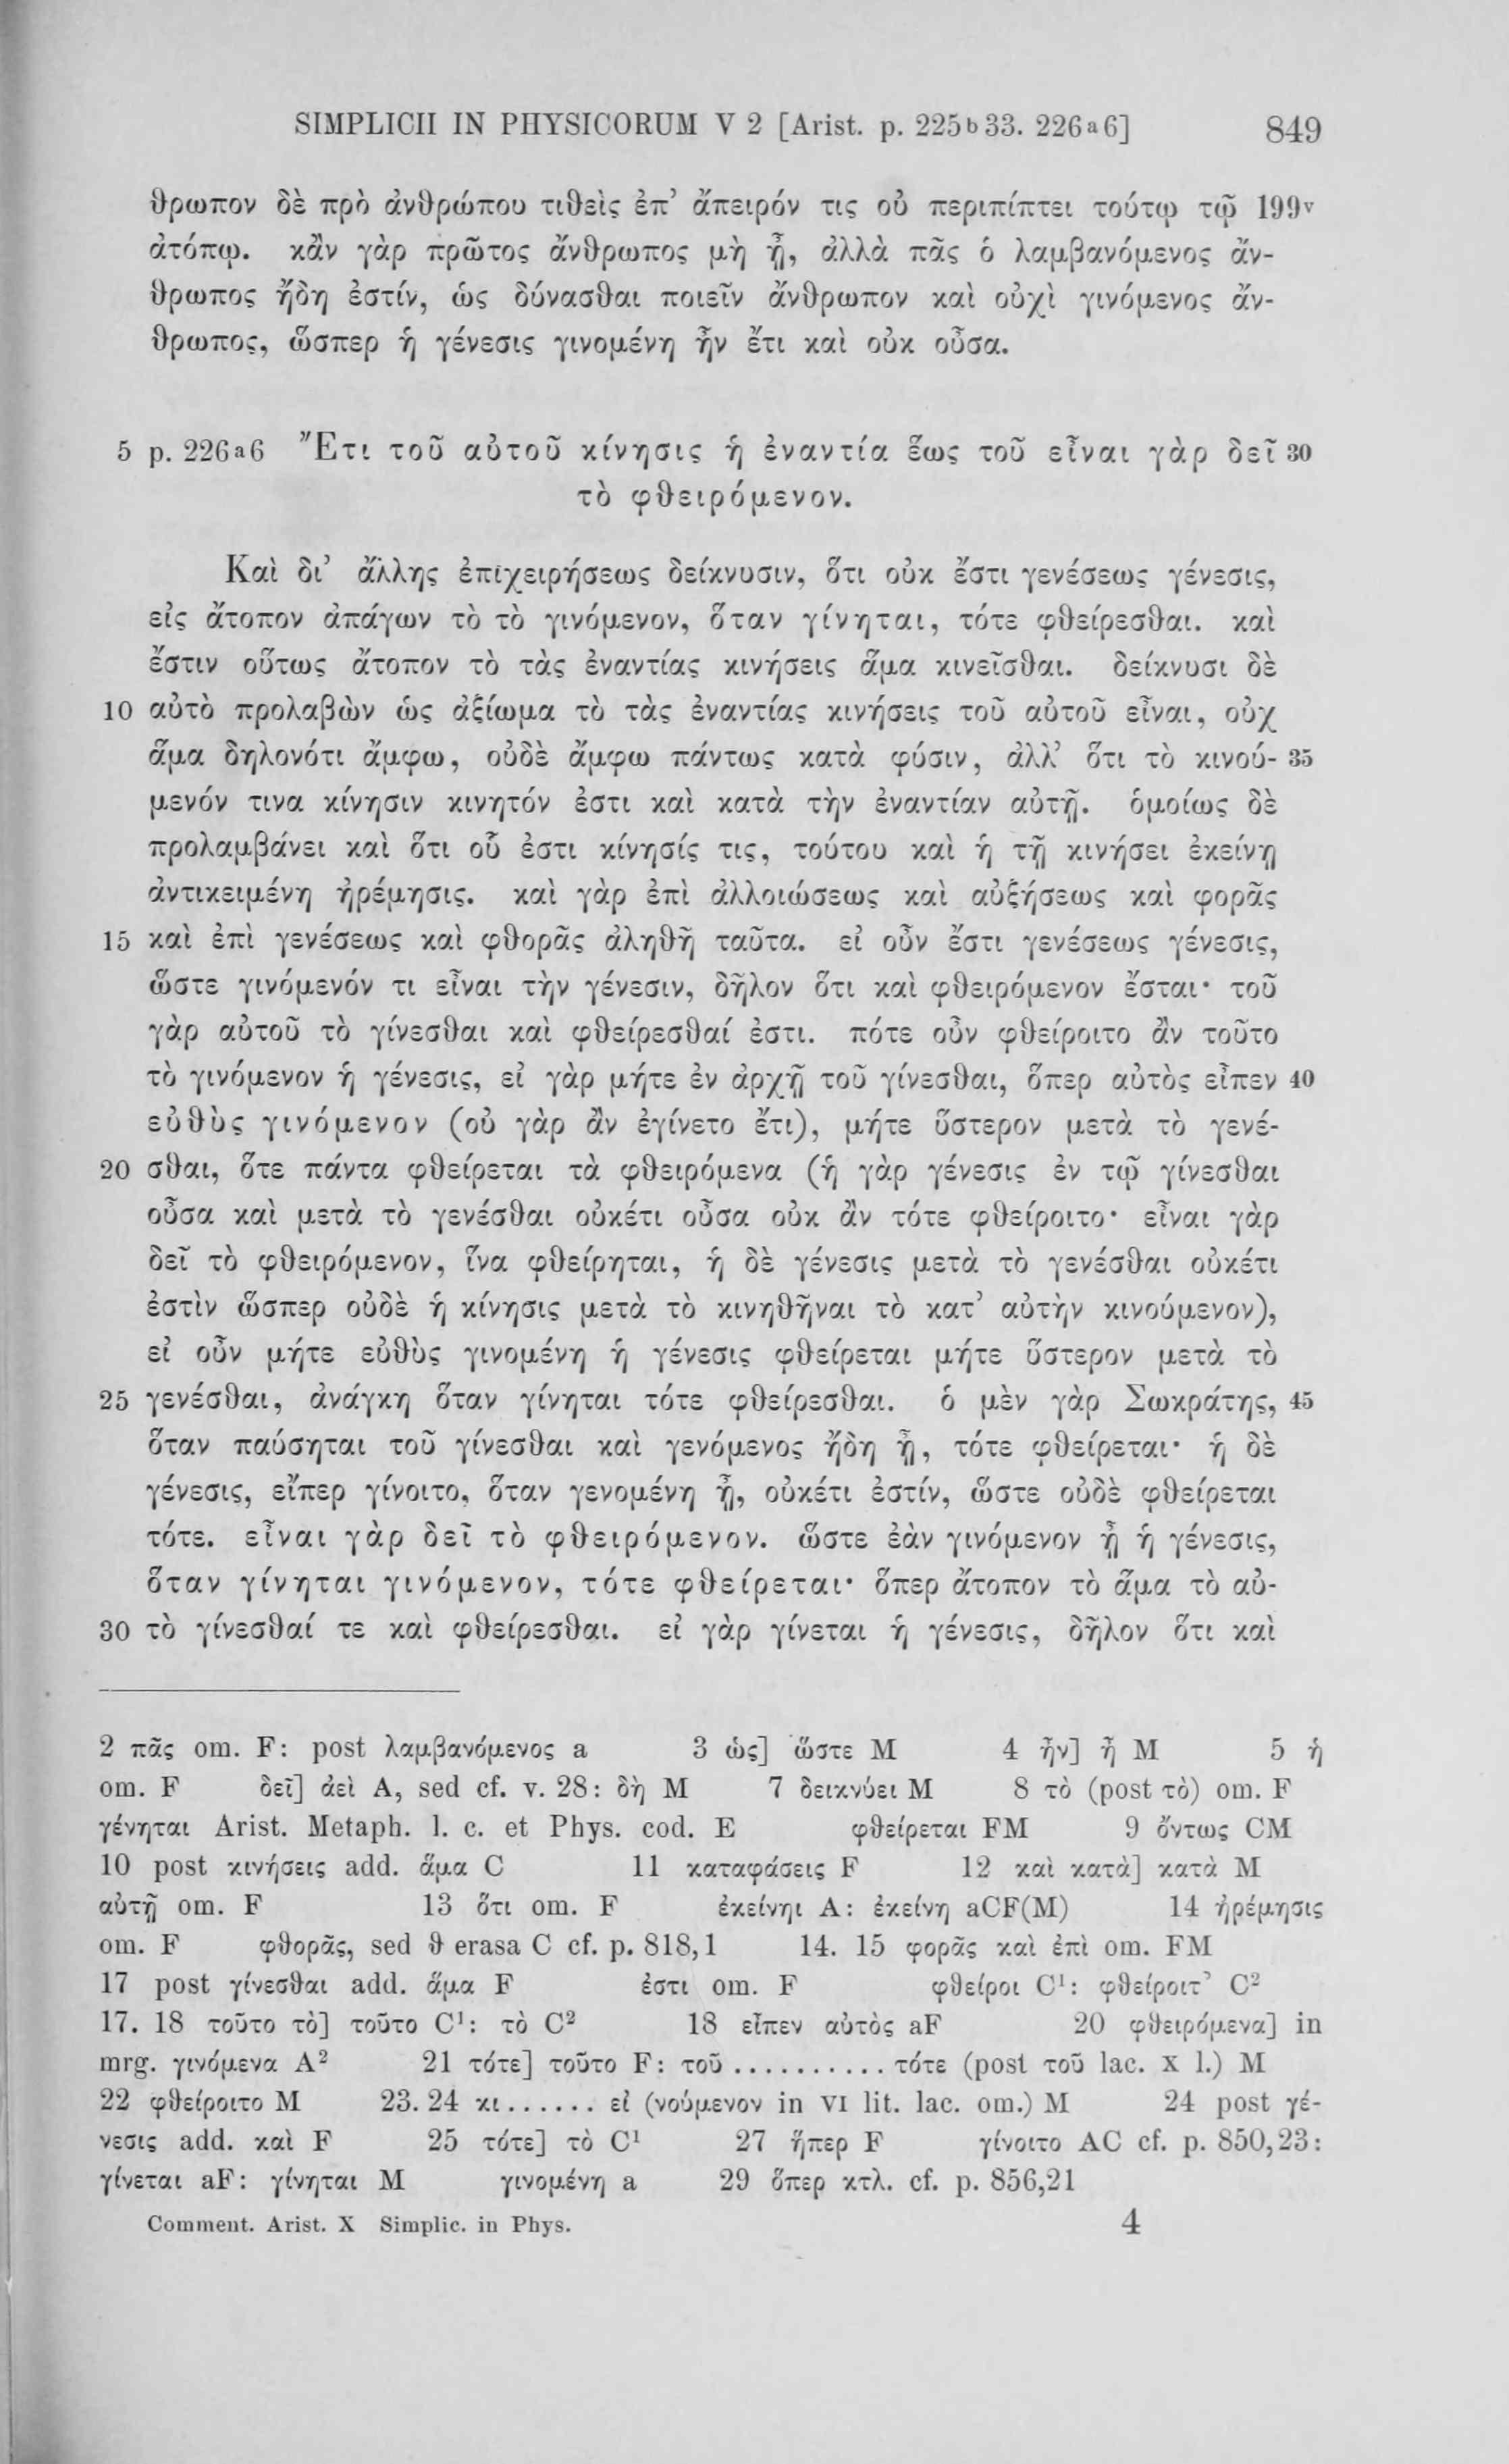 SIMPLICII IN PHYSICORUM V 2 [Arist. p. 225b33. 226a6] 849
θρωπον δὲ πρὸ ἀνθρώπου τιθεὶς ἐπ’ ἄπειρόν τις οὐ περιπίπτει τούτῳ τῷ 199v
ἀτόπῳ. κἂν γὰρ πρῶτος ἄνθρωπος μὴ ᾖ, ἀλλὰ πᾶς ὁ λαμβανόμενος ἄν-
θρωπος ἤδη ἐστίν, ὡς δύνασθαι ποιεῖν ἄνθρωπον καὶ οὐχὶ γινόμενος ἄν-
θρωπος, ὥσπερ ἡ γένεσις γινομένη ἦν ἔτι καὶ οὐκ οὖσα.
5 p. 226a6 Ἔτι τοῦ αὐτοῦ κίνησις ἡ ἐναντία ἕως τοῦ εἶναι γὰρ δεῖ 30
τὸ φθειρόμενον.
Καὶ δι’ ἄλλης ἐπιχειρήσεως δείκνυσιν, ὅτι οὐκ ἔστι γενέσεως γένεσις,
εἰς ἄτοπον ἀπάγων τὸ τὸ γινόμενον, ὅταν γίνηται, τότε φθείρεσθαι. καὶ
ἔστιν οὕτως ἄτοπον τὸ τὰς ἐναντίας κινήσεις ἅμα κινεῖσθαι. δείκνυσι δὲ
10 αὐτὸ προλαβὼν ὡς ἀξίωμα τὸ τὰς ἐναντίας κινήσεις τοῦ αὐτοῦ εἶναι, οὐχ
ἅμα δηλονότι ἄμφω, οὐδὲ ἄμφω πάντως κατὰ φύσιν, ἀλλ’ ὅτι τὸ κινού- 35
μενόν τινα κίνησιν κινητόν ἐστι καὶ κατὰ τὴν ἐναντίαν αὐτῇ. ὁμοίως δὲ
προλαμβάνει καὶ ὅτι οὗ ἐστι κίνησίς τις, τούτου καὶ ἡ τῇ κινήσει ἐκείνῃ
ἀντικειμένη ἠρέμησις. καὶ γὰρ ἐπὶ ἀλλοιώσεως καὶ αὐξήσεως καὶ φορᾶς
15 καὶ ἐπὶ γενέσεως καὶ φθορᾶς ἀληθῆ ταῦτα. εἰ οὖν ἔστι γενέσεως γένεσις,
ὥστε γινόμενόν τι εἶναι τὴν γένεσιν, δῆλον ὅτι καὶ φθειρόμενον ἔσται· τοῦ
γὰρ αὐτοῦ τὸ γίνεσθαι καὶ φθείρεσθαί ἐστι. πότε οὖν φθείροιτο ἂν τοῦτο
τὸ γινόμενον ἡ γένεσις, εἰ γὰρ μήτε ἐν ἀρχῇ τοῦ γίνεσθαι, ὅπερ αὐτὸς εἶπεν 40
εὐθὺς γινόμενον (οὐ γὰρ ἂν ἐγίνετο ἔτι), μήτε ὕστερον μετὰ τὸ γενέ-
20 σθαι, ὅτε πάντα φθείρεται τὰ φθειρόμενα (ἡ γὰρ γένεσις ἐν τῷ γίνεσθαι
οὖσα καὶ μετὰ τὸ γενέσθαι οὐκέτι οὖσα οὐκ ἂν τότε φθείροιτο· εἶναι γὰρ
δεῖ τὸ φθειρόμενον, ἵνα φθείρηται, ἡ δὲ γένεσις μετὰ τὸ γενέσθαι οὐκέτι
ἐστὶν ὥσπερ οὐδὲ ἡ κίνησις μετὰ τὸ κινηθῆναι τὸ κατ’ αὐτὴν κινούμενον),
εἰ οὖν μήτε εὐθὺς γινομένη ἡ γένεσις φθείρεται μήτε ὕστερον μετὰ τὸ
25 γενέσθαι, ἀνάγκη ὅταν γίνηται τότε φθείρεσθαι. ὁ μὲν γὰρ Σωκράτης, 45
ὅταν παύσηται τοῦ γίνεσθαι καὶ γενόμενος ἤδη ᾖ, τότε φθείρεται· ἡ δὲ
γένεσις, εἴπερ γίνοιτο, ὅταν γενομένη ᾖ, οὐκέτι ἐστίν, ὥστε οὐδὲ φθείρεται
τότε. εἶναι γὰρ δεῖ τὸ φθειρόμενον. ὥστε ἐὰν γινόμενον ᾖ ἡ γένεσις,
ὅταν γίνηται γινόμενον, τότε φθείρεται· ὅπερ ἄτοπον τὸ ἅμα τὸ αὐ-
30 τὸ γίνεσθαί τε καὶ φθείρεσθαι. εἰ γὰρ γίνεται ἡ γένεσις, δῆλον ὅτι καὶ
2 πᾶς om. F: post λαμβανόμενος a 3 ὡς] ὥστε M 4 ἦν] ἢ M 5 ἡ
om. F δεῖ] ἀεὶ A, sed cf. v. 28: δὴ M 7 δεικνύει M 8 τὸ (post τὸ) om. F
γένηται Arist. Metaph. l. c. et Phys. cod. E φθείρεται FM 9 ὄντως CM
10 post κινήσεις add. ἅμα C 11 καταφάσεις F 12 καὶ κατὰ] κατὰ M
αὐτῇ om. F 13 ὅτι om. F ἐκείνηι A: ἐκείνη aCF(M) 14 ἠρέμησις
om. F φθορᾶς, sed θ erasa C cf. p. 818,1 14. 15 φορᾶς καὶ ἐπὶ om. FM
17 post γίνεσθαι add. ἅμα F ἐστι om. F φθείροι C¹: φθείροιτ’ C²
17. 18 τοῦτο τὸ] τοῦτο C¹: τὸ C² 18 εἶπεν αὐτὸς aF 20 φθειρόμενα] in
mrg. γινόμενα A² 21 τότε] τοῦτο F: τοῦ .......... τότε (post τοῦ lac. x l.) M
22 φθείροιτο M 23. 24 κι...... εἰ (νούμενον in VI lit. lac. om.) M 24 post γέ-
νεσις add. καὶ F 25 τότε] τὸ C¹ 27 ἥπερ F γίνοιτο AC cf. p. 850,23:
γίνεται aF: γίνηται M γινομένη a 29 ὅπερ κτλ. cf. p. 856,21
Comment. Arist. X Simplic. in Phys. 4